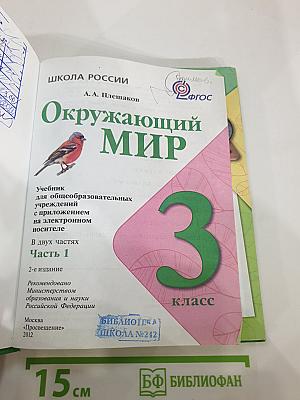 ШКОЛА РОССИИ
А.А. Плешаков
ФГОС
Окружающий
МИР
Учебник
для общеобразовательных
учреждений
с приложением
на электронном
носителе
В двух частях
Часть 1
2-е издание
Рекомендовано
Министерством
образования и науки
Российской Федерации
3
класс
Москва
«Просвещение»
2012
БИБЛИОТЕКА
ШКОЛА №212
15 см
БФ БИБЛИОФАН